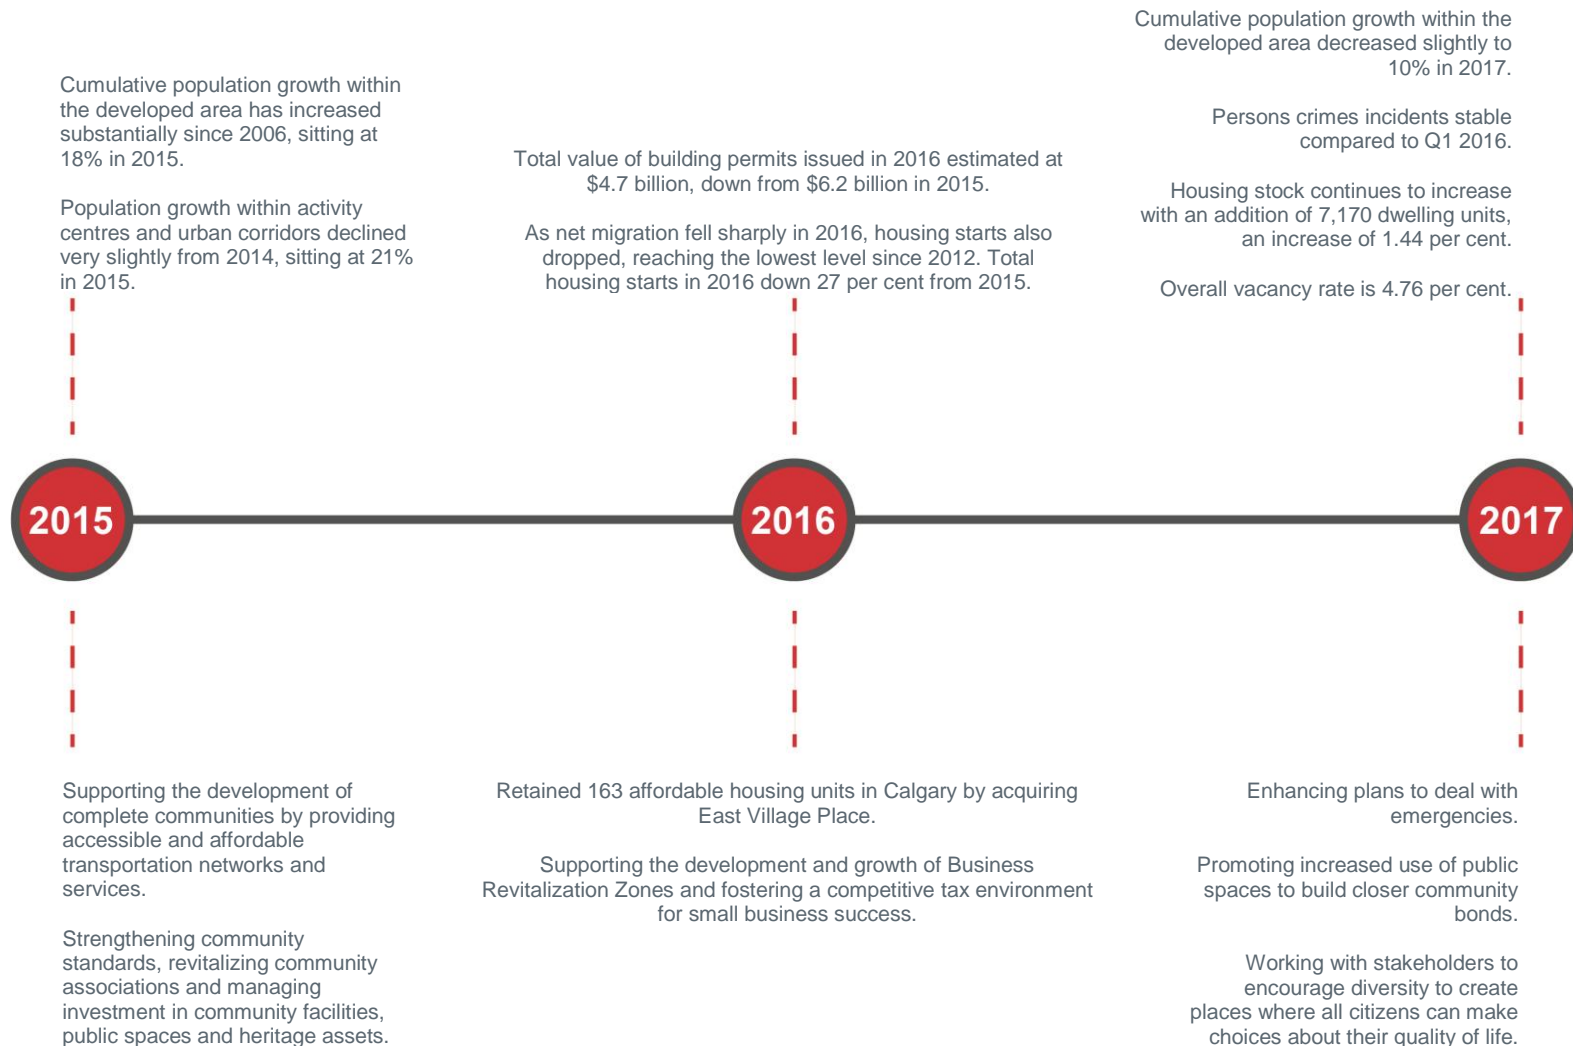 Cumulative population growth within
the developed area has increased
substantially since 2006, sitting at
18% in 2015.
Population growth within activity
centres and urban corridors declined
very slightly from 2014, sitting at 21%
in 2015.
Total value of building permits issued in 2016 estimated at
$4.7 billion, down from $6.2 billion in 2015.
As net migration fell sharply in 2016, housing starts also
dropped, reaching the lowest level since 2012. Total
housing starts in 2016 down 27 per cent from 2015.
Cumulative population growth within the
developed area decreased slightly to
10% in 2017.
Persons crimes incidents stable
compared to Q1 2016.
Housing stock continues to increase
with an addition of 7,170 dwelling units,
an increase of 1.44 per cent.
Overall vacancy rate is 4.76 per cent.
2015
2016
2017
Supporting the development of
complete communities by providing
accessible and affordable
transportation networks and
services.
Strengthening community
standards, revitalizing community
associations and managing
investment in community facilities,
public spaces and heritage assets.
Retained 163 affordable housing units in Calgary by acquiring
East Village Place.
Supporting the development and growth of Business
Revitalization Zones and fostering a competitive tax environment
for small business success.
Enhancing plans to deal with
emergencies.
Promoting increased use of public
spaces to build closer community
bonds.
Working with stakeholders to
encourage diversity to create
places where all citizens can make
choices about their quality of life.